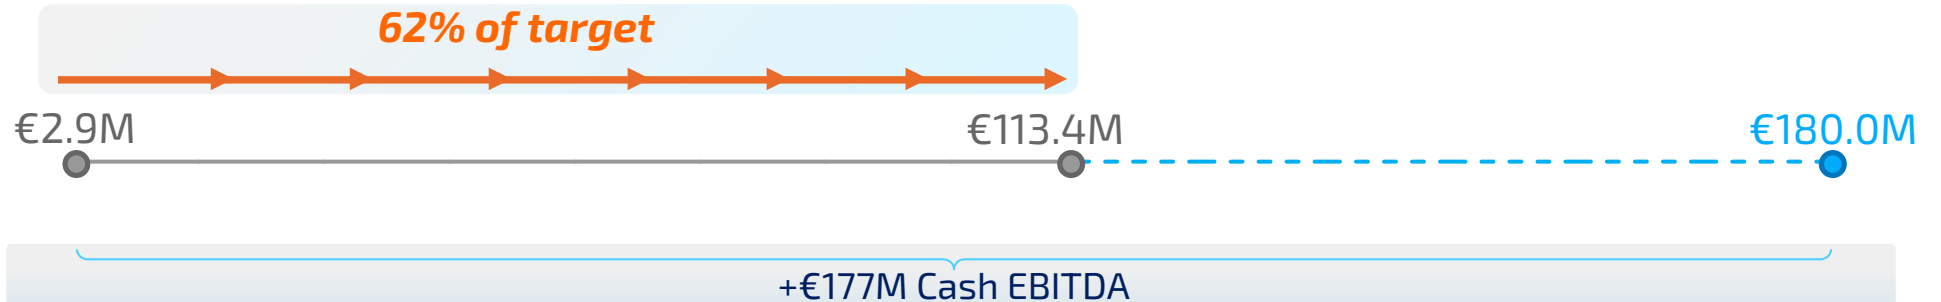 62% of target
€2.9M €113.4M €180.0M
+€177M Cash EBITDA